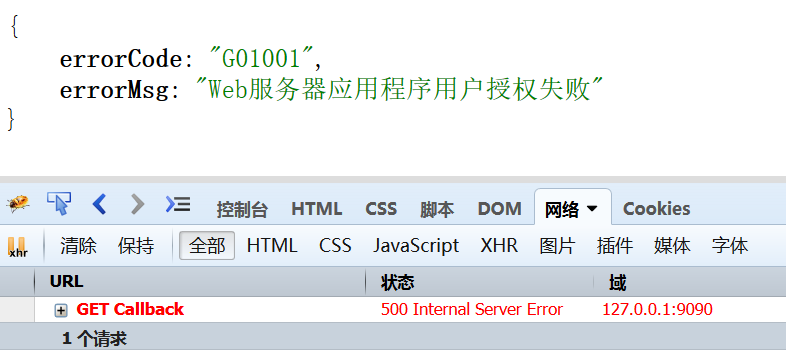 {
errorCode: "G01001",
errorMsg: "Web服务器应用程序用户授权失败"
}
控制台 HTML CSS 脚本 DOM 网络 Cookies
xhr 清除 保持 全部 HTML CSS JavaScript XHR 图片 插件 媒体 字体
URL 状态 域
GET Callback 500 Internal Server Error 127.0.0.1:9090
1 个请求